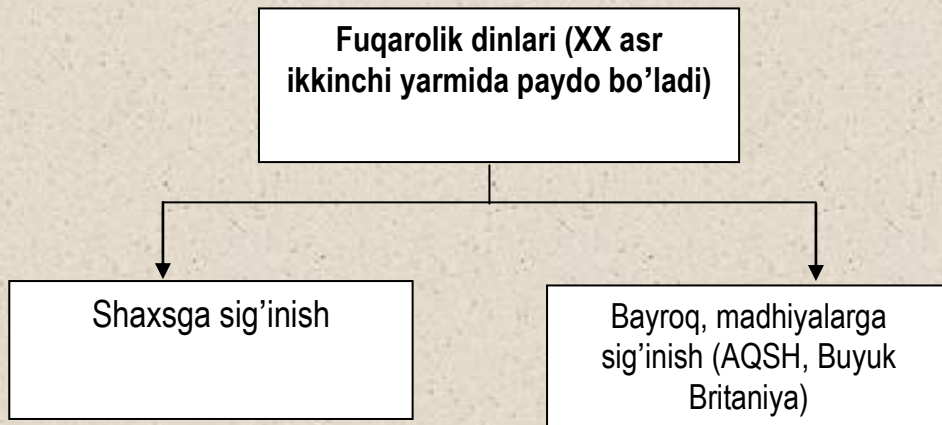 Fuqarolik dinlari (XX asr
ikkinchi yarmida paydo bo’ladi)
Shaxsga sig’inish
Bayroq, madhiyalarga
sig’inish (AQSH, Buyuk
Britaniya)